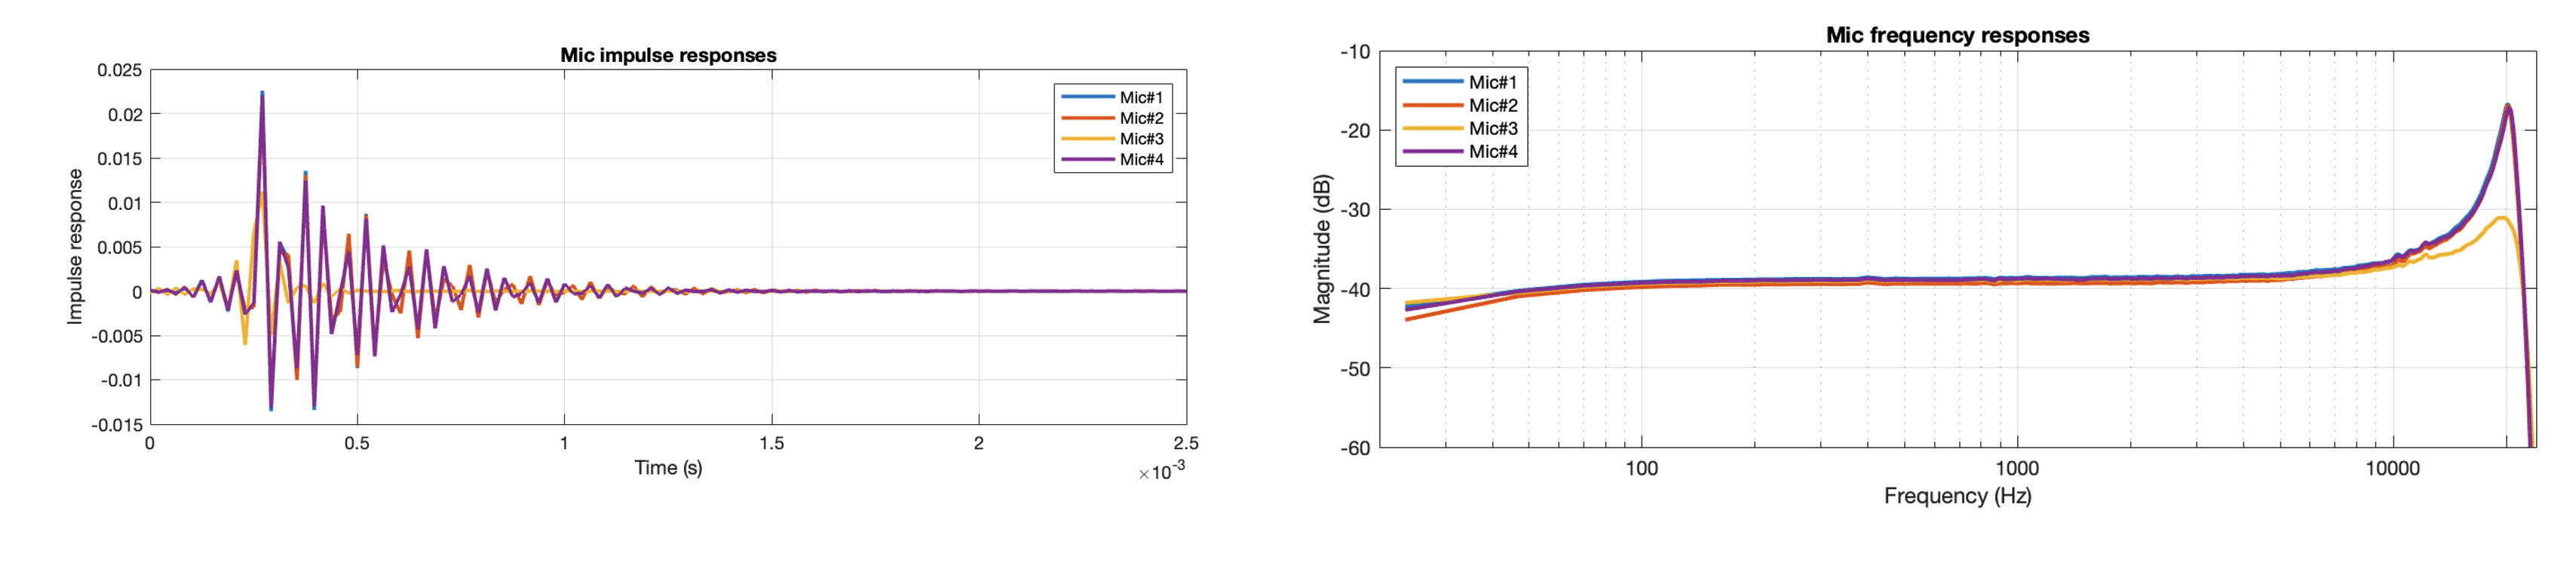 Mic impulse responses
0.025
0.02
0.015
0.01
0.005
0
-0.005
-0.01
-0.015
Impulse response
Mic#1
Mic#2
Mic#3
Mic#4
0 0.5 1 1.5 2 2.5
Time (s)
×10-3
Mic frequency responses
-10
-20
-30
-40
-50
-60
Magnitude (dB)
Mic#1
Mic#2
Mic#3
Mic#4
100 1000 10000
Frequency (Hz)